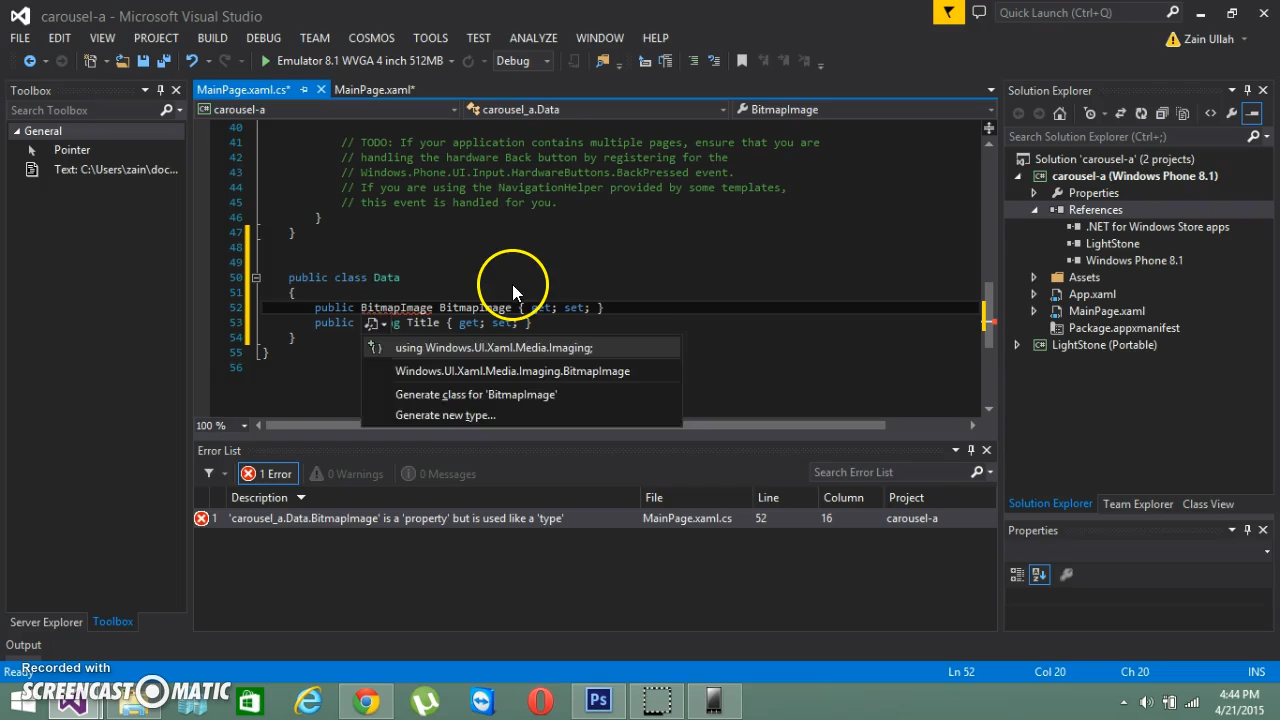 carousel-a - Microsoft Visual Studio
Quick Launch (Ctrl+Q)
FILE EDIT VIEW PROJECT BUILD DEBUG TEAM COSMOS TOOLS TEST ANALYZE WINDOW HELP
Zain Ullah
Emulator 8.1 WVGA 4 inch 512MB
Debug
Toolbox
Search Toolbox
General
Pointer
Text: C:\Users\zain\doc...
MainPage.xaml.cs*
MainPage.xaml*
carousel-a
carousel_a.Data
BitmapImage
40
41 // TODO: If your application contains multiple pages, ensure that you are
42 // handling the hardware Back button by registering for the
43 // Windows.Phone.UI.Input.HardwareButtons.BackPressed event.
44 // If you are using the NavigationHelper provided by some templates,
45 // this event is handled for you.
46 }
47 }
48
49
50 public class Data
51 {
52 public BitmapImage BitmapImage { get; set; }
53 public g Title { get; set; }
54 }
55 }
56
using Windows.UI.Xaml.Media.Imaging;
Windows.UI.Xaml.Media.Imaging.BitmapImage
Generate class for 'BitmapImage'
Generate new type...
100 %
Error List
1 Error
0 Warnings
0 Messages
Search Error List
Description File Line Column Project
1 'carousel_a.Data.BitmapImage' is a 'property' but is used like a 'type' MainPage.xaml.cs 52 16 carousel-a
Solution Explorer
Search Solution Explorer (Ctrl+;)
Solution 'carousel-a' (2 projects)
carousel-a (Windows Phone 8.1)
Properties
References
.NET for Windows Store apps
LightStone
Windows Phone 8.1
Assets
App.xaml
MainPage.xaml
Package.appxmanifest
LightStone (Portable)
Solution Explorer Team Explorer Class View
Properties
Server Explorer Toolbox
Output
Ready
Ln 52 Col 20 Ch 20 INS
Recorded with
SCREENCAST MATIC
Ps
4:44 PM
4/21/2015